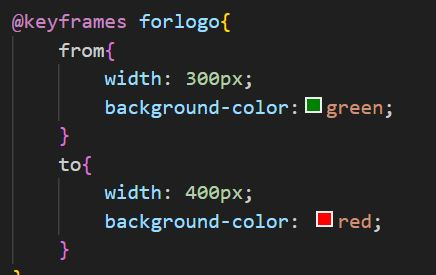 @keyframes forlogo{
from{
width: 300px;
background-color: green;
}
to{
width: 400px;
background-color: red;
}
}